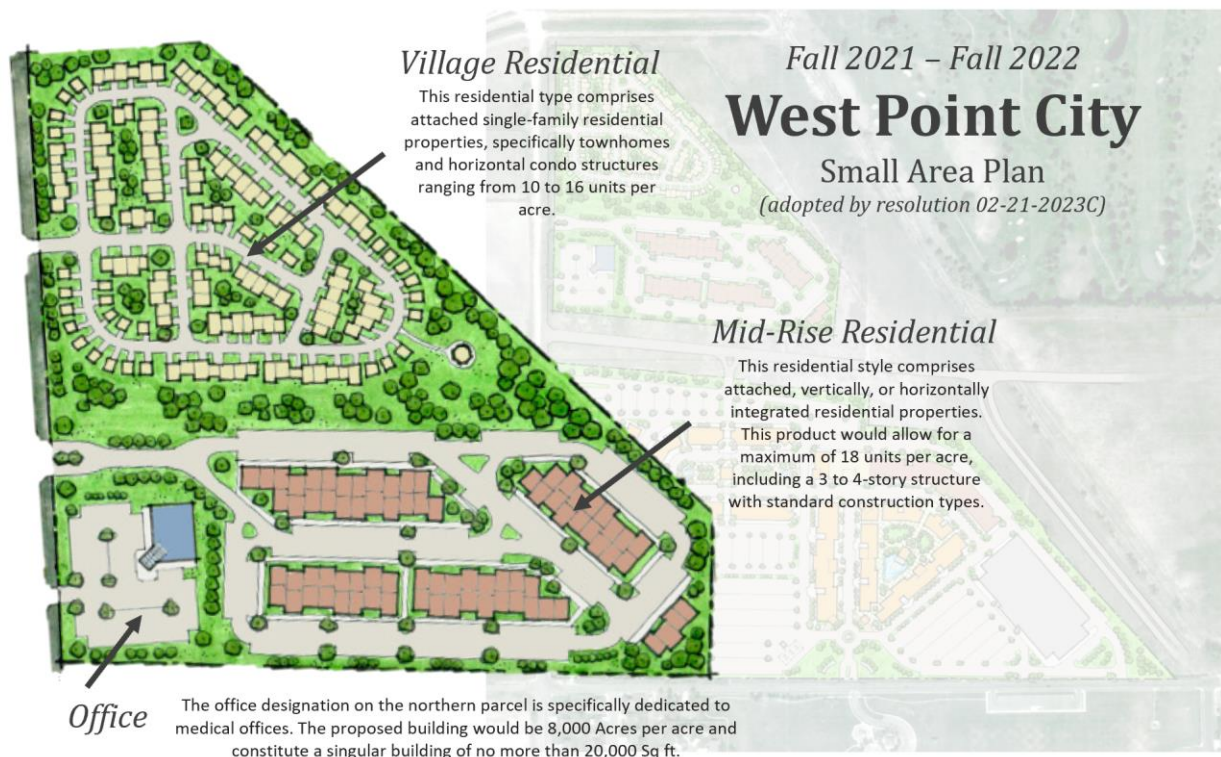 Village Residential
This residential type comprises
attached single-family residential
properties, specifically townhomes
and horizontal condo structures
ranging from 10 to 16 units per
acre.
Fall 2021 – Fall 2022
West Point City
Small Area Plan
(adopted by resolution 02-21-2023C)
Mid-Rise Residential
This residential style comprises
attached, vertically, or horizontally
integrated residential properties.
This product would allow for a
maximum of 18 units per acre,
including a 3 to 4-story structure
with standard construction types.
Office
The office designation on the northern parcel is specifically dedicated to
medical offices. The proposed building would be 8,000 Acres per acre and
constitute a singular building of no more than 20,000 Sq ft.